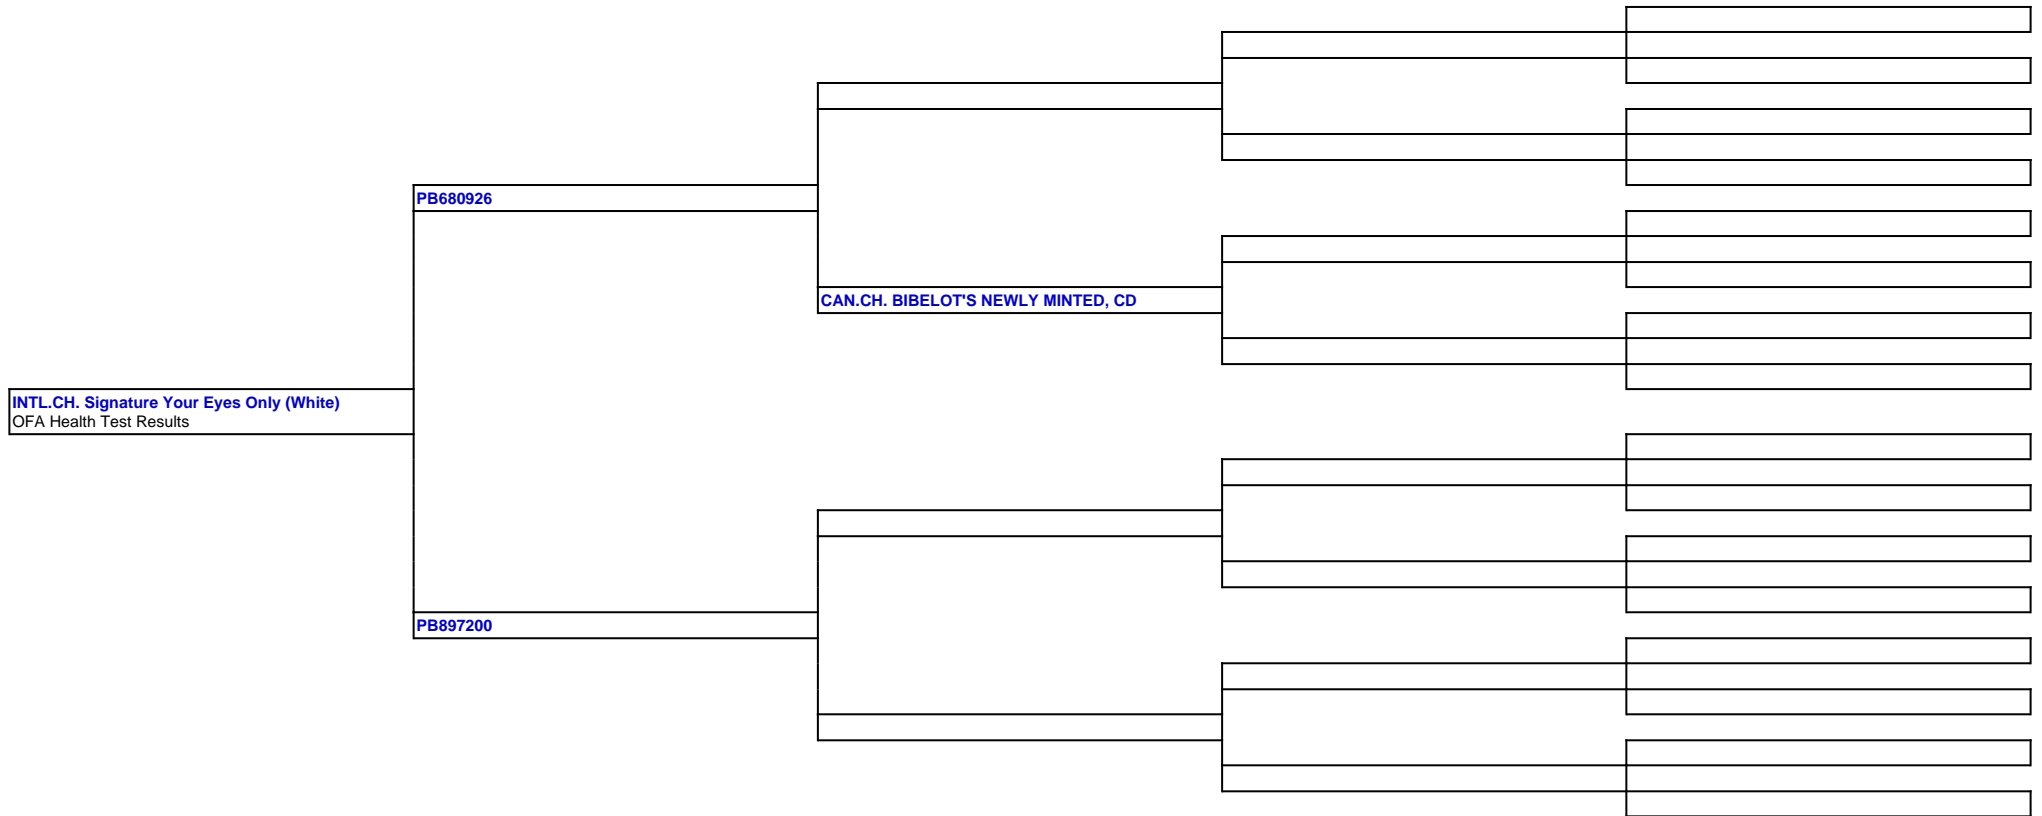 PB680926
CAN.CH. BIBELOT'S NEWLY MINTED, CD
INTL.CH. Signature Your Eyes Only (White)
OFA Health Test Results
PB897200